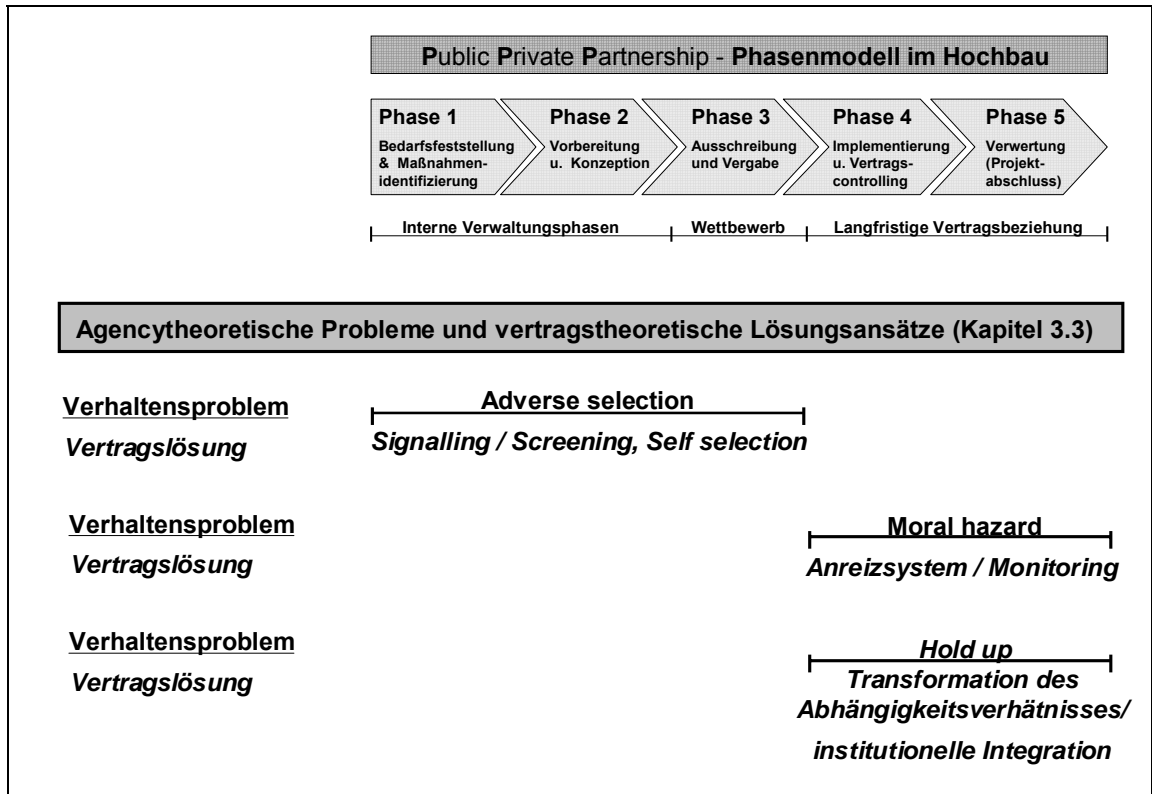 Public Private Partnership - Phasenmodell im Hochbau
Phase 1
Bedarfsfeststellung
& Maßnahmen-
identifizierung
Phase 2
Vorbereitung
u. Konzeption
Phase 3
Ausschreibung
und Vergabe
Phase 4
Implementierung
u. Vertrags-
controlling
Phase 5
Verwertung
(Projekt-
abschluss)
Interne Verwaltungsphasen
Wettbewerb
Langfristige Vertragsbeziehung
Agencytheoretische Probleme und vertragstheoretische Lösungsansätze (Kapitel 3.3)
Verhaltensproblem
Adverse selection
Vertragslösung
Signalling / Screening, Self selection
Verhaltensproblem
Moral hazard
Vertragslösung
Anreizsystem / Monitoring
Verhaltensproblem
Hold up
Vertragslösung
Transformation des
Abhängigkeitsverhätnisses/
institutionelle Integration